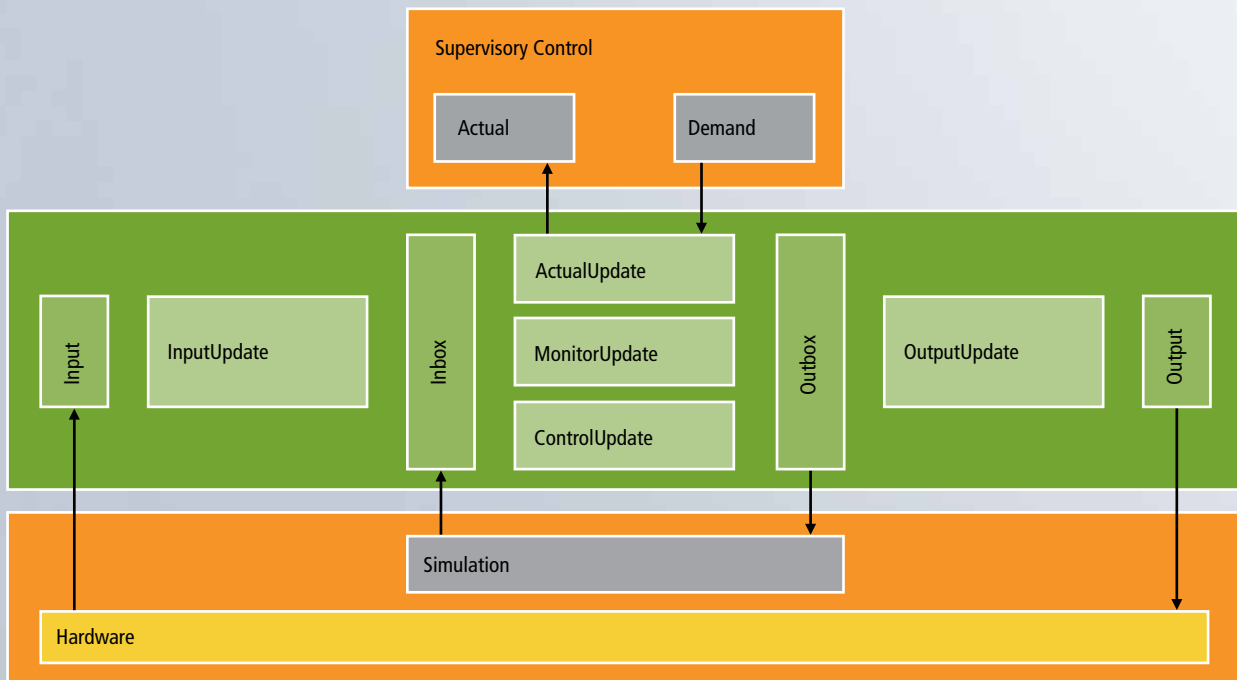 Supervisory Control
Actual
Demand
Input
InputUpdate
Inbox
ActualUpdate
MonitorUpdate
ControlUpdate
Outbox
OutputUpdate
Output
Simulation
Hardware